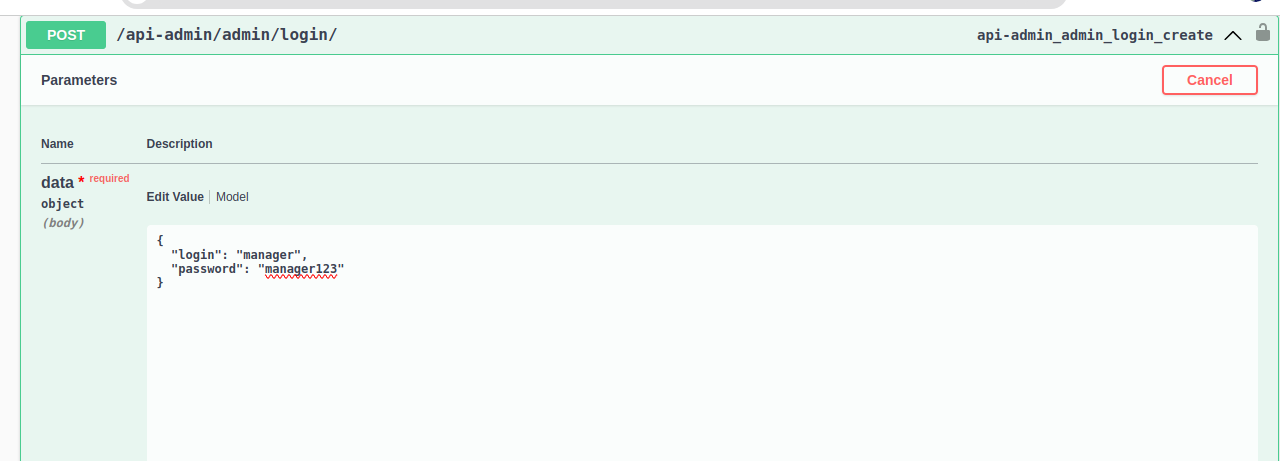 POST /api-admin/admin/login/ api-admin_admin_login_create
Parameters Cancel
Name Description
data * required
object
(body)
Edit Value | Model
{
  "login": "manager",
  "password": "manager123"
}